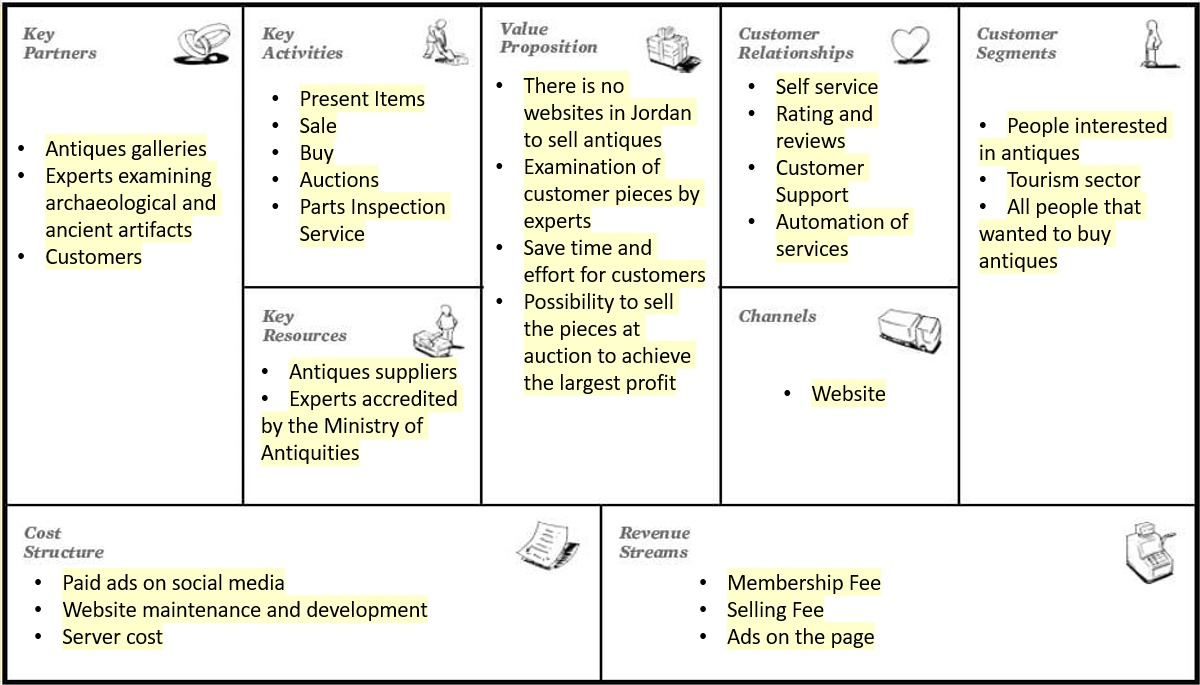 Key
Partners
• Antiques galleries
• Experts examining
archaeological and
ancient artifacts
• Customers
Key
Activities
• Present Items
• Sale
• Buy
• Auctions
• Parts Inspection
Service
Key
Resources
• Antiques suppliers
• Experts accredited
by the Ministry of
Antiquities
Value
Proposition
• There is no
websites in Jordan
to sell antiques
• Examination of
customer pieces by
experts
• Save time and
effort for customers
• Possibility to sell
the pieces at
auction to achieve
the largest profit
Customer
Relationships
• Self service
• Rating and
reviews
• Customer
Support
• Automation of
services
Channels
• Website
Customer
Segments
• People interested
in antiques
• Tourism sector
• All people that
wanted to buy
antiques
Cost
Structure
• Paid ads on social media
• Website maintenance and development
• Server cost
Revenue
Streams
• Membership Fee
• Selling Fee
• Ads on the page